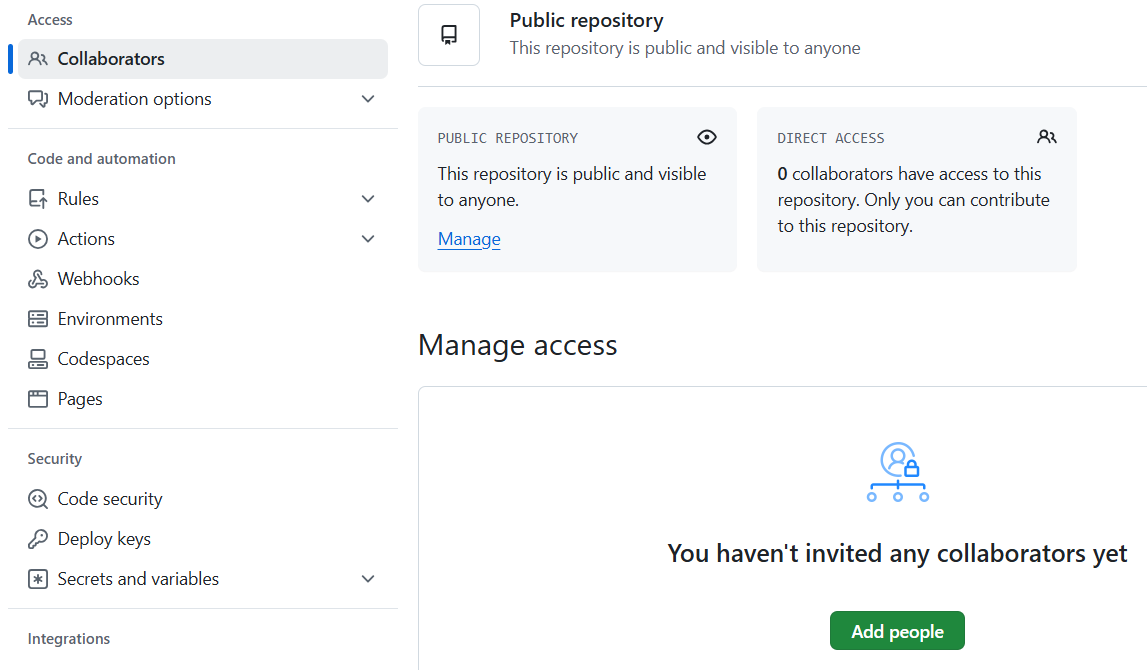 Access
Collaborators
Moderation options
Code and automation
Rules
Actions
Webhooks
Environments
Codespaces
Pages
Security
Code security
Deploy keys
Secrets and variables
Integrations
Public repository
This repository is public and visible to anyone
PUBLIC REPOSITORY
This repository is public and visible
to anyone.
Manage
DIRECT ACCESS
0 collaborators have access to this
repository. Only you can contribute
to this repository.
Manage access
You haven't invited any collaborators yet
Add people